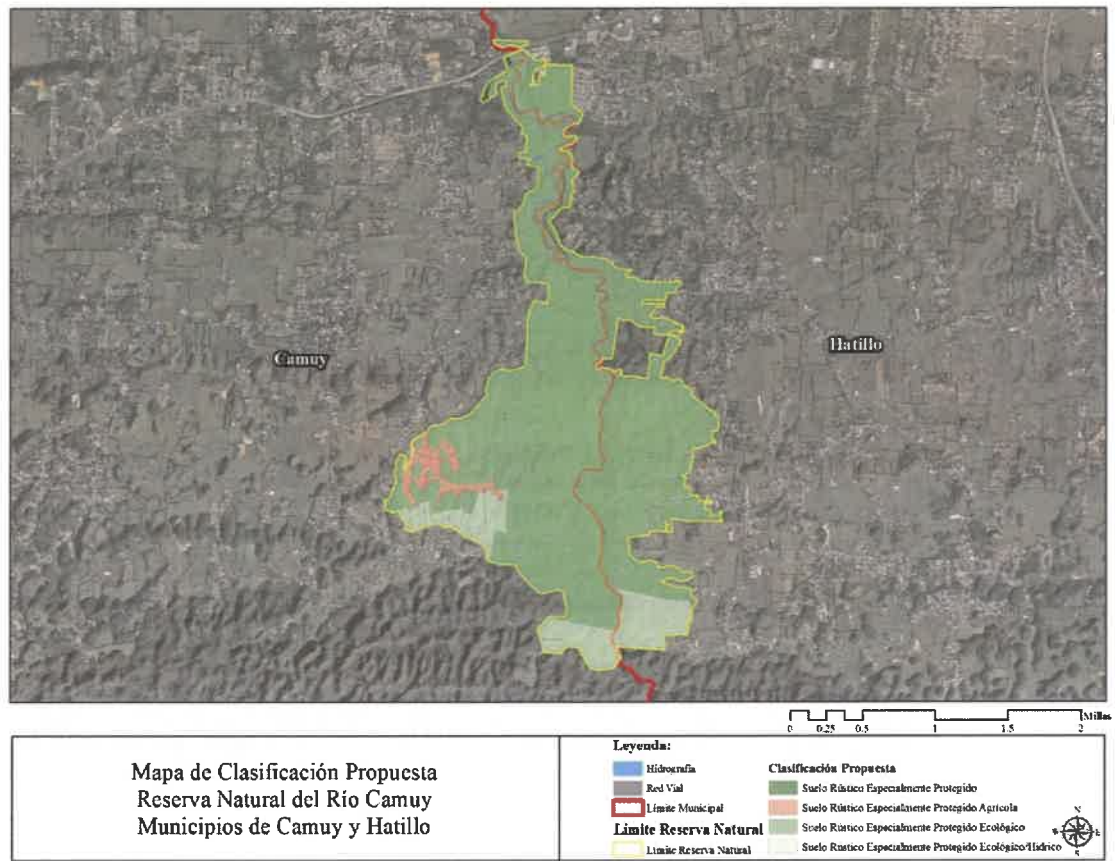 Camuy
Hatillo
Millas
0 0.25 0.5 1 1.5 2
Mapa de Clasificación Propuesta
Reserva Natural del Río Camuy
Municipios de Camuy y Hatillo
Leyenda:
Hidrografía
Red Vial
Límite Municipal
Límite Reserva Natural
Límite Reserva Natural
Clasificación Propuesta
Suelo Rústico Especialmente Protegido
Suelo Rústico Especialmente Protegido Agrícola
Suelo Rústico Especialmente Protegido Ecológico
Suelo Rústico Especialmente Protegido Ecológico/Hídrico
N
S